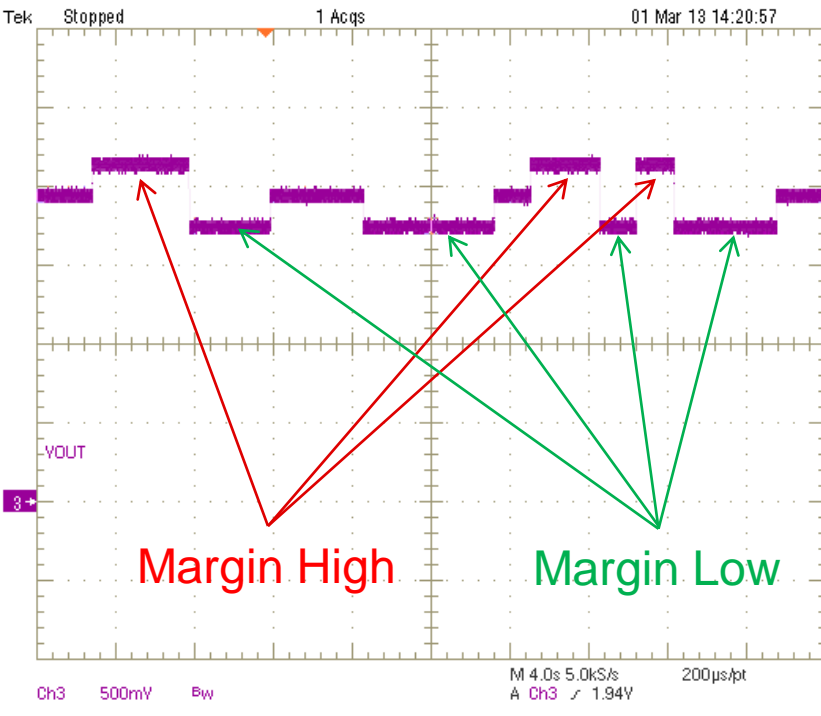 Tek Stopped 1 Acqs 01 Mar 13 14:20:57
VOUT
3
Margin High Margin Low
M 4.0s 5.0kS/s 200µs/pt
Ch3 500mV Bw A Ch3 ⁄ 1.94V